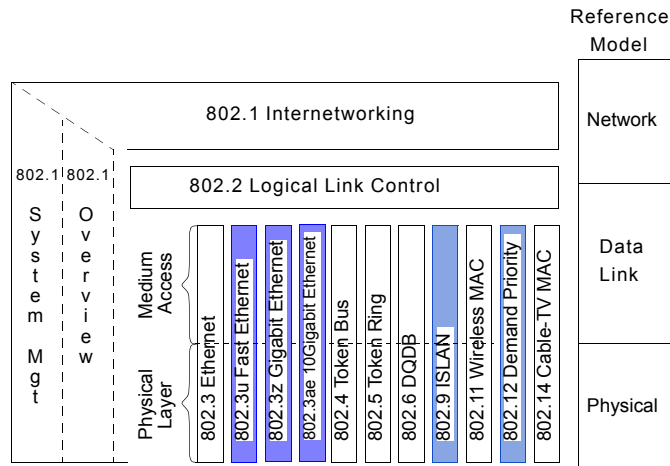 Reference
Model
802.1 Internetworking
Network
802.1
System Mgt
802.1
Overview
802.2 Logical Link Control
Data
Link
Medium
Access
Physical
Layer
802.3 Ethernet
802.3u Fast Ethernet
802.3z Gigabit Ethernet
802.3ae 10Gigabit Ethernet
802.4 Token Bus
802.5 Token Ring
802.6 DQDB
802.9 ISLAN
802.11 Wireless MAC
802.12 Demand Priority
802.14 Cable-TV MAC
Physical